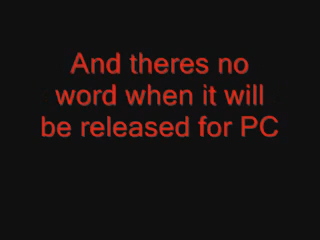 And theres no
word when it will
be released for PC